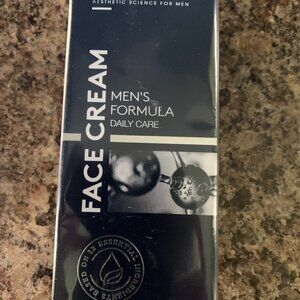 AESTHETIC SCIENCE FOR MEN
FACE CREAM
MEN'S
FORMULA
DAILY CARE
BASED ON 12 ESSENTIAL INGREDIENTS